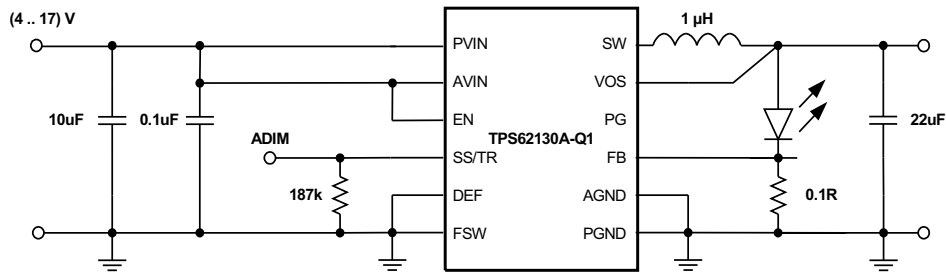 (4 .. 17) V
1 µH
PVIN
SW
AVIN
VOS
10uF
0.1uF
EN
PG
22uF
ADIM
TPS62130A-Q1
SS/TR
FB
187k
DEF
AGND
0.1R
FSW
PGND